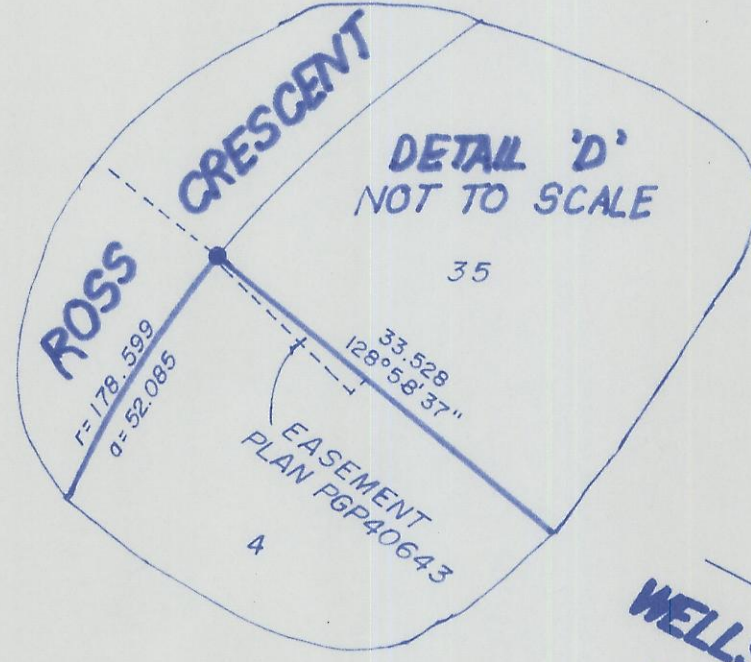 ROSS CRESCENT
DETAIL 'D'
NOT TO SCALE
35
33.528
128°58'37"
r= 178.599
a= 52.085
EASEMENT
PLAN PGP40643
4